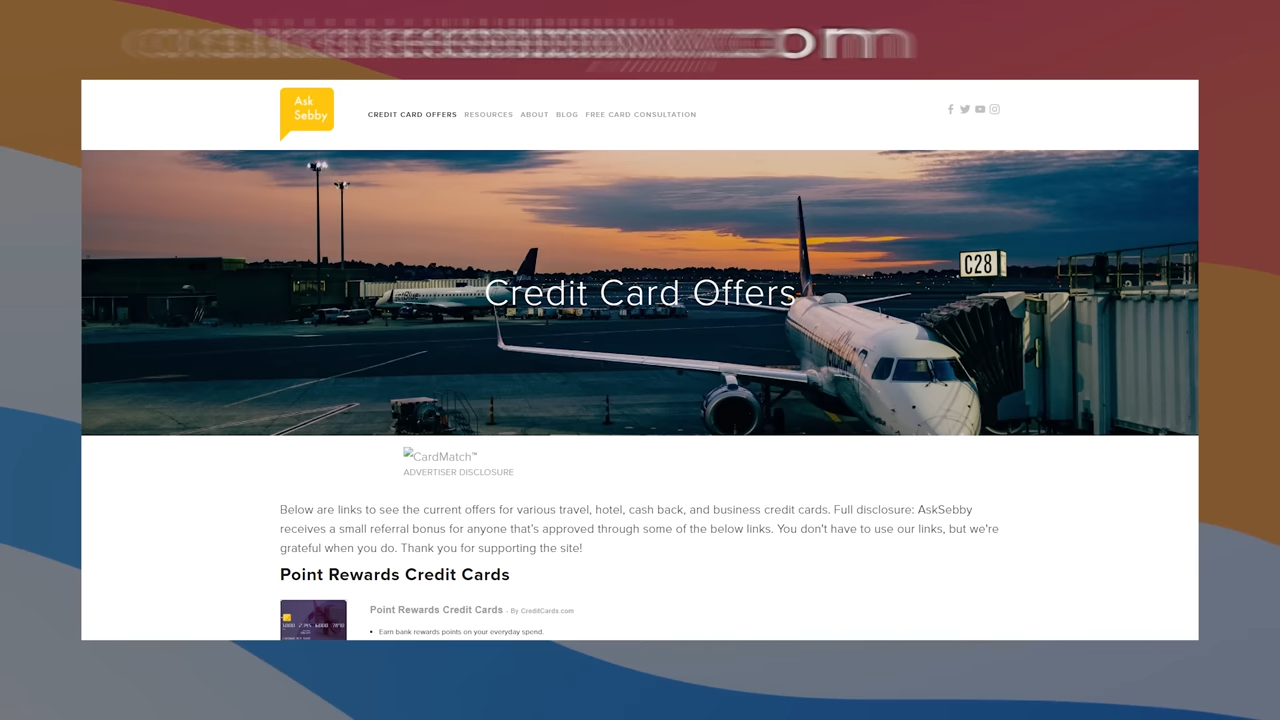 om
Ask
Sebby
CREDIT CARD OFFERS RESOURCES ABOUT BLOG FREE CARD CONSULTATION
C28
Credit Card Offers
CardMatch™
ADVERTISER DISCLOSURE
Below are links to see the current offers for various travel, hotel, cash back, and business credit cards. Full disclosure: AskSebby
receives a small referral bonus for anyone that's approved through some of the below links. You don't have to use our links, but we're
grateful when you do. Thank you for supporting the site!
Point Rewards Credit Cards
Point Rewards Credit Cards - By CreditCards.com
• Earn bank rewards points on your everyday spend.